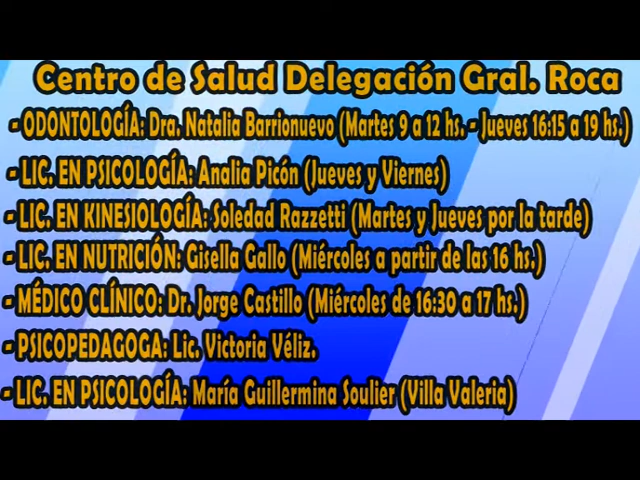 Centro de Salud Delegación Gral. Roca
- ODONTOLOGÍA: Dra. Natalia Barrionuevo (Martes 9 a 12 hs. - Jueves 16:15 a 19 hs.)
- LIC. EN PSICOLOGÍA: Analia Picón (Jueves y Viernes)
- LIC. EN KINESIOLOGÍA: Soledad Razzetti (Martes y Jueves por la tarde)
- LIC. EN NUTRICIÓN: Gisella Gallo (Miércoles a partir de las 16 hs.)
- MÉDICO CLÍNICO: Dr. Jorge Castillo (Miércoles de 16:30 a 17 hs.)
- PSICOPEDAGOGA: Lic. Victoria Véliz.
- LIC. EN PSICOLOGÍA: María Guillermina Soulier (Villa Valeria)